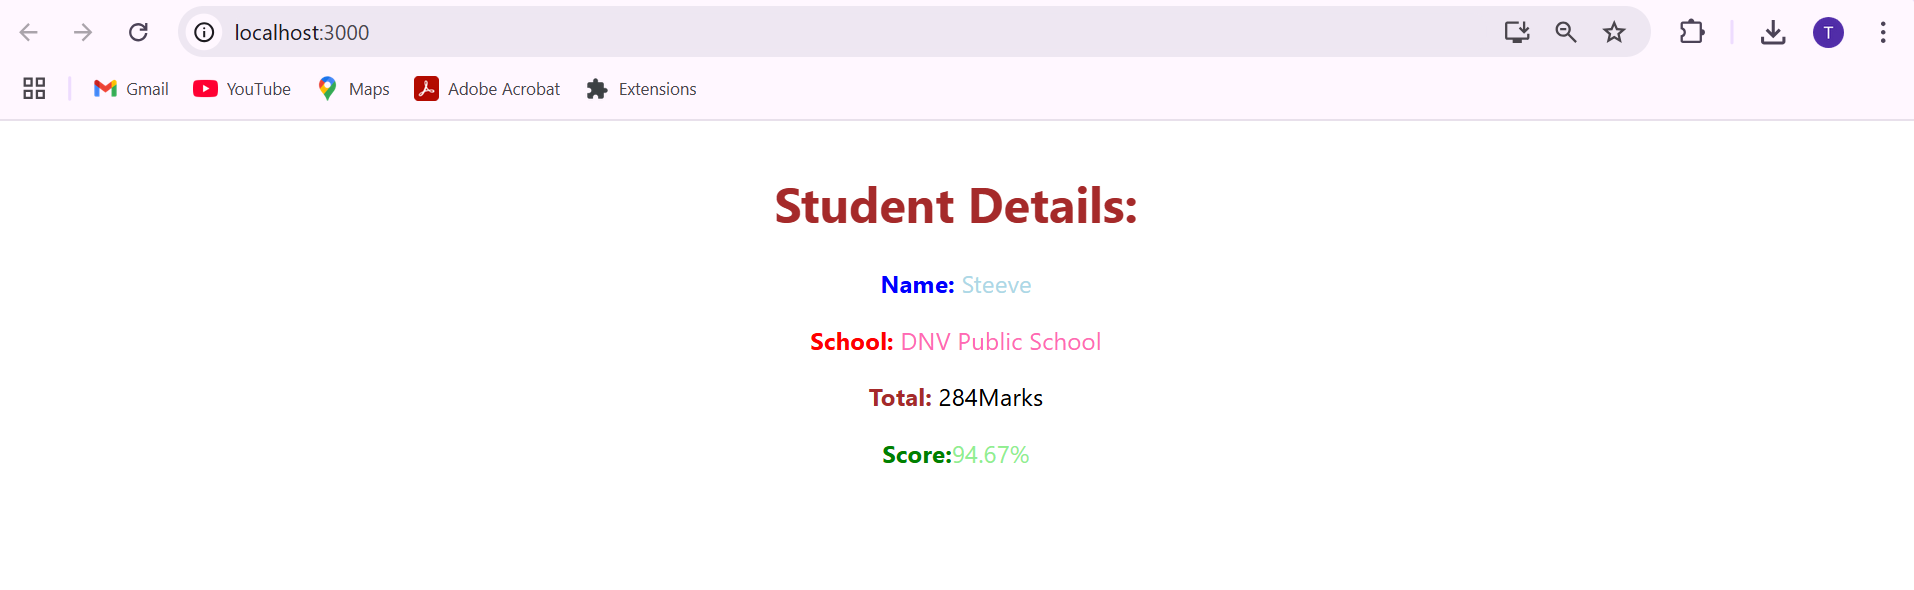 localhost:3000
T
Gmail YouTube Maps Adobe Acrobat Extensions
Student Details:
Name: Steeve
School: DNV Public School
Total: 284Marks
Score:94.67%